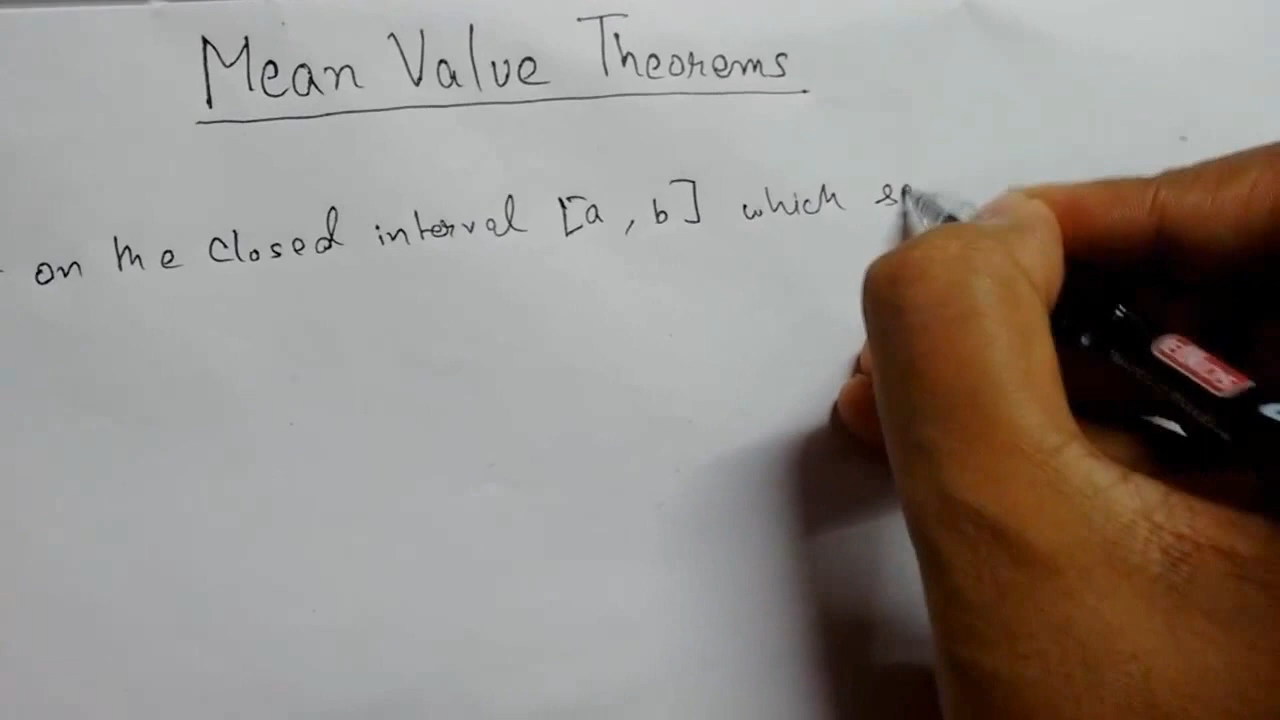 Mean Value Theorems
on the closed interval [a, b] which